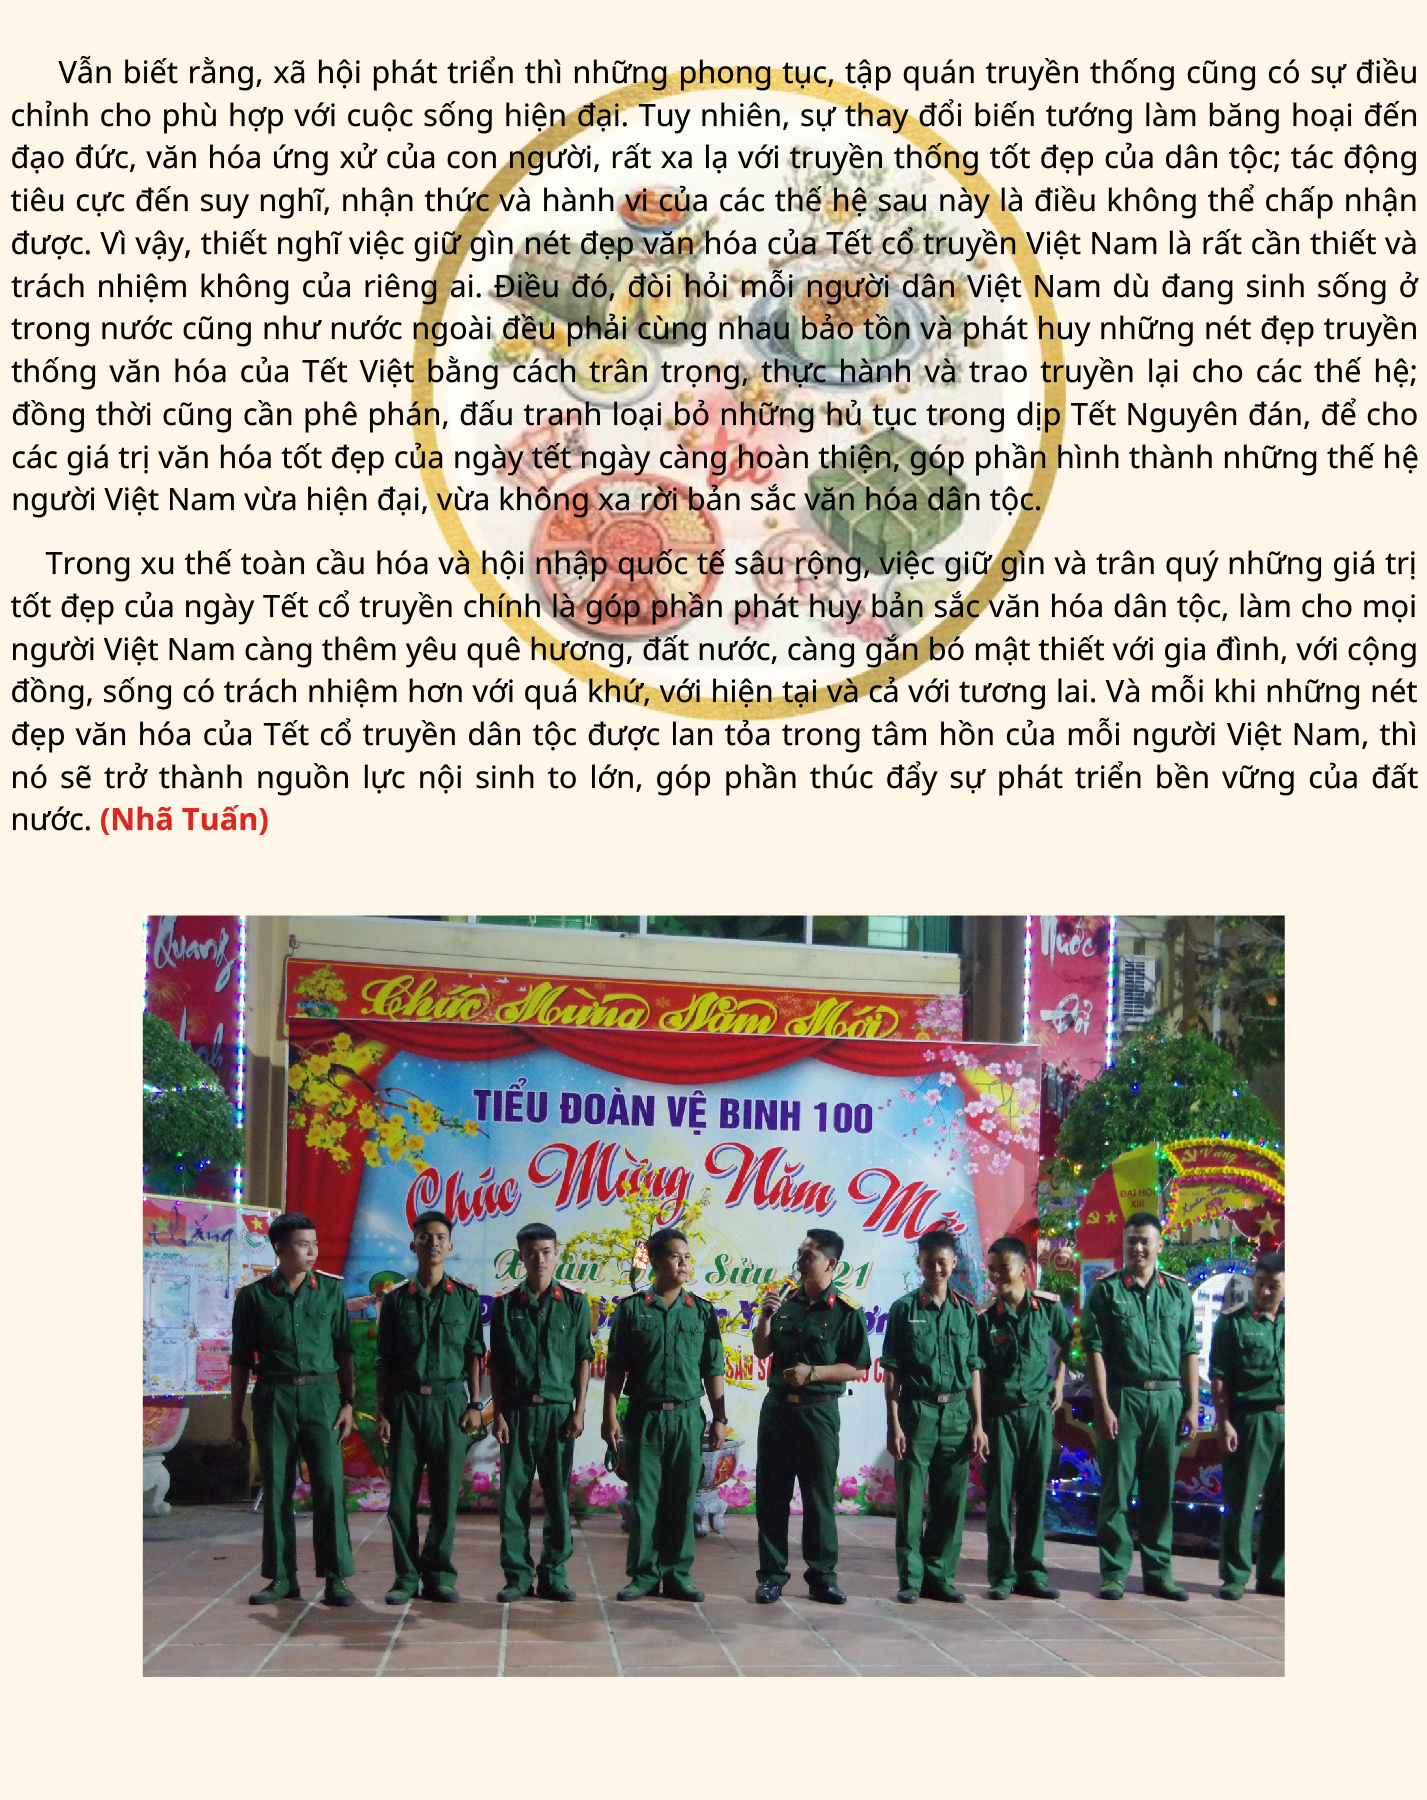 Vẫn biết rằng, xã hội phát triển thì những phong tục, tập quán truyền thống cũng có sự điều
chỉnh cho phù hợp với cuộc sống hiện đại. Tuy nhiên, sự thay đổi biến tướng làm băng hoại đến
đạo đức, văn hóa ứng xử của con người, rất xa lạ với truyền thống tốt đẹp của dân tộc; tác động
tiêu cực đến suy nghĩ, nhận thức và hành vi của các thế hệ sau này là điều không thể chấp nhận
được. Vì vậy, thiết nghĩ việc giữ gìn nét đẹp văn hóa của Tết cổ truyền Việt Nam là rất cần thiết và
trách nhiệm không của riêng ai. Điều đó, đòi hỏi mỗi người dân Việt Nam dù đang sinh sống ở
trong nước cũng như nước ngoài đều phải cùng nhau bảo tồn và phát huy những nét đẹp truyền
thống văn hóa của Tết Việt bằng cách trân trọng, thực hành và trao truyền lại cho các thế hệ;
đồng thời cũng cần phê phán, đấu tranh loại bỏ những hủ tục trong dịp Tết Nguyên đán, để cho
các giá trị văn hóa tốt đẹp của ngày tết ngày càng hoàn thiện, góp phần hình thành những thế hệ
người Việt Nam vừa hiện đại, vừa không xa rời bản sắc văn hóa dân tộc.
Trong xu thế toàn cầu hóa và hội nhập quốc tế sâu rộng, việc giữ gìn và trân quý những giá trị
tốt đẹp của ngày Tết cổ truyền chính là góp phần phát huy bản sắc văn hóa dân tộc, làm cho mọi
người Việt Nam càng thêm yêu quê hương, đất nước, càng gắn bó mật thiết với gia đình, với cộng
đồng, sống có trách nhiệm hơn với quá khứ, với hiện tại và cả với tương lai. Và mỗi khi những nét
đẹp văn hóa của Tết cổ truyền dân tộc được lan tỏa trong tâm hồn của mỗi người Việt Nam, thì
nó sẽ trở thành nguồn lực nội sinh to lớn, góp phần thúc đẩy sự phát triển bền vững của đất
nước. (Nhã Tuấn)
Quang
Nước
Đổi
Chúc Mừng Năm Mới
TIỂU ĐOÀN VỆ BINH 100
Chúc Mừng Năm
Sửu
ĐẠI HỘI
XIII